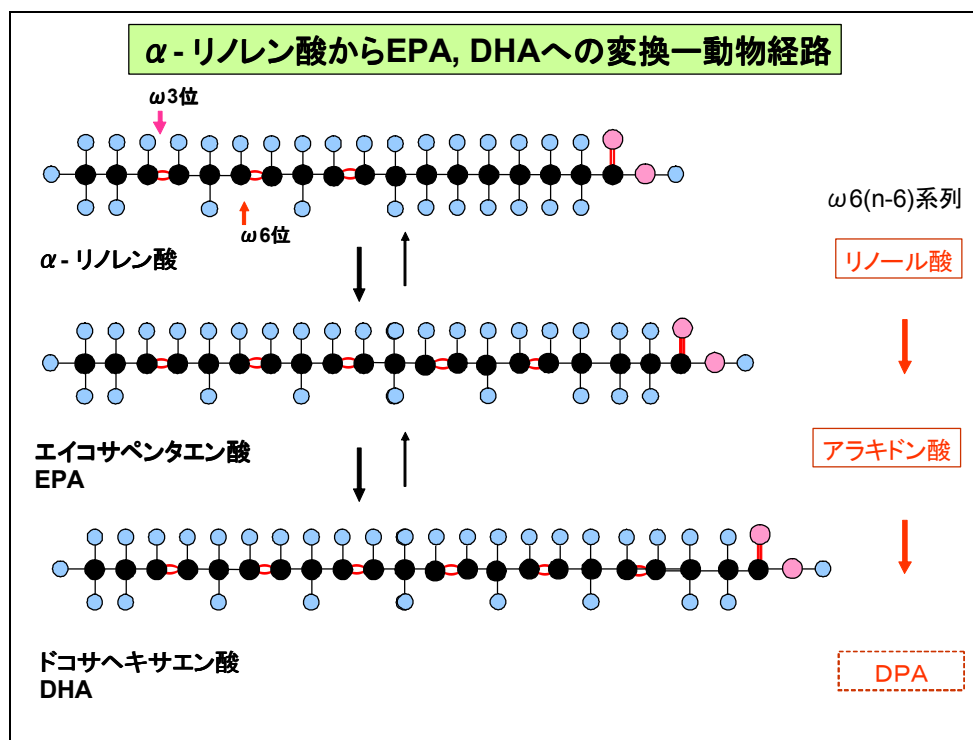 α - リノレン酸からEPA, DHAへの変換―動物経路
ω3位
ω6位
α - リノレン酸
エイコサペンタエン酸
EPA
ドコサヘキサエン酸
DHA
ω6(n-6)系列
リノール酸
アラキドン酸
DPA